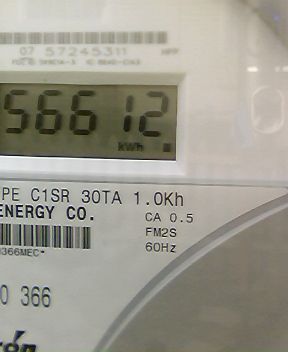 07 57245311
56612
kWh
PE C1SR 30TA 1.0Kh
ENERGY CO.
CA 0.5
FM2S
60Hz
366MEC*
0 366
rón